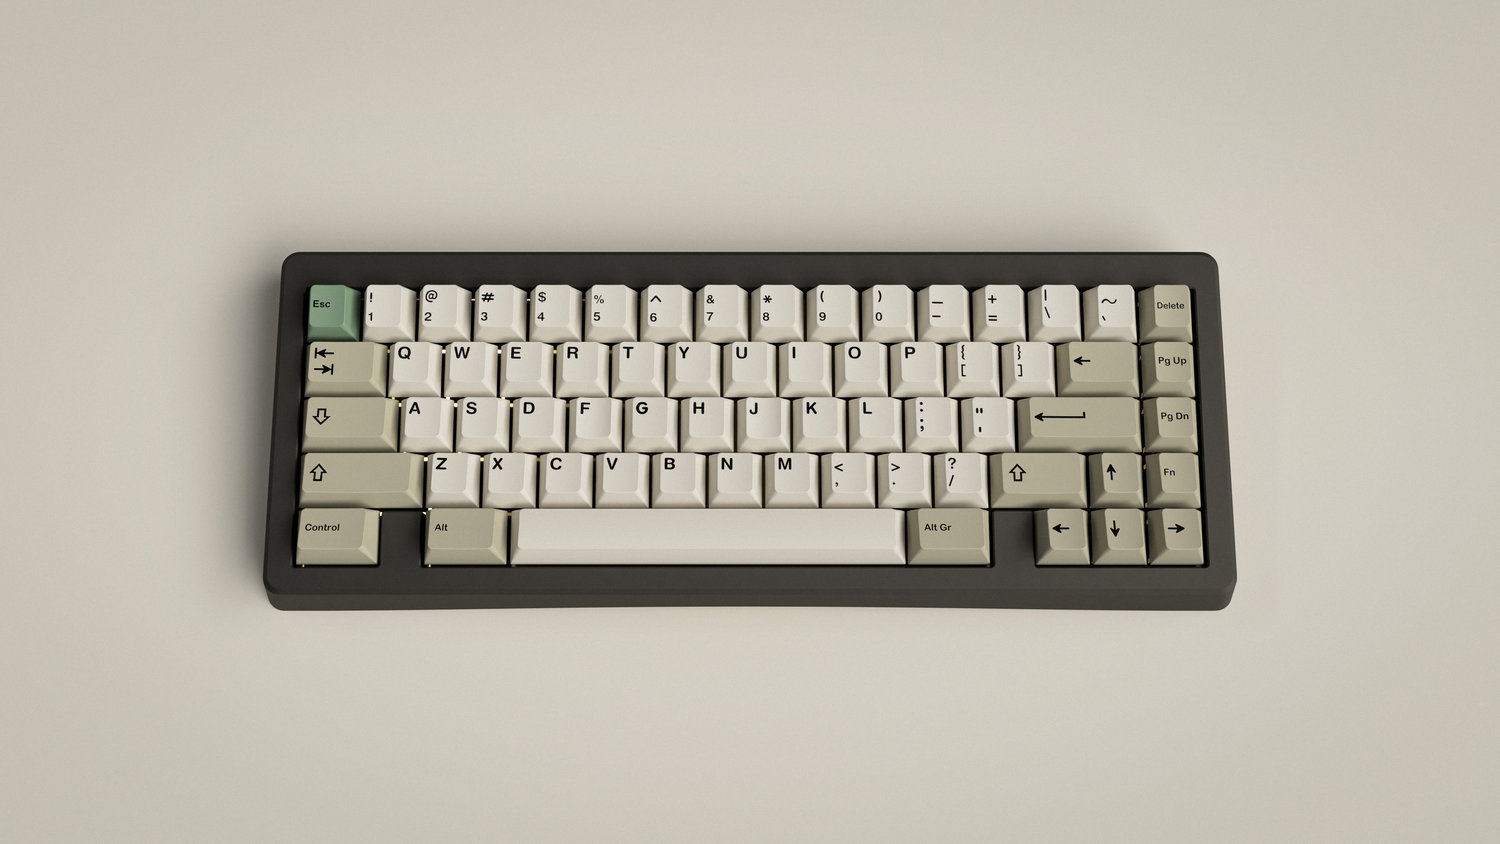 Esc ! @ # $ % ^ & * ( ) _ + | ~ Delete
1 2 3 4 5 6 7 8 9 0 - = \ `
Q W E R T Y U I O P { } Pg Up
[ ]
A S D F G H J K L : " Pg Dn
; '
Z X C V B N M < > ? Fn
, . /
Control Alt Alt Gr